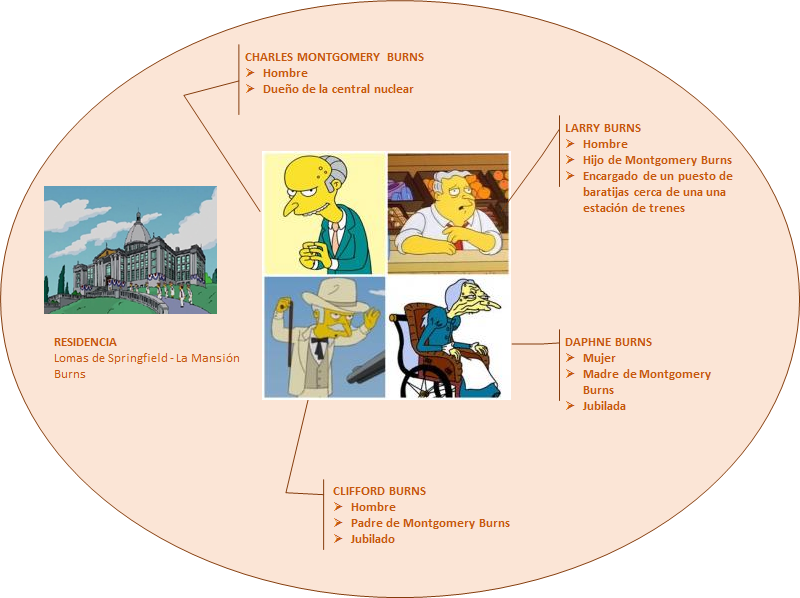 CHARLES MONTGOMERY BURNS
➢ Hombre
➢ Dueño de la central nuclear
LARRY BURNS
➢ Hombre
➢ Hijo de Montgomery Burns
➢ Encargado de un puesto de
baratijas cerca de una una
estación de trenes
RESIDENCIA
Lomas de Springfield - La Mansión
Burns
DAPHNE BURNS
➢ Mujer
➢ Madre de Montgomery
Burns
➢ Jubilada
CLIFFORD BURNS
➢ Hombre
➢ Padre de Montgomery Burns
➢ Jubilado